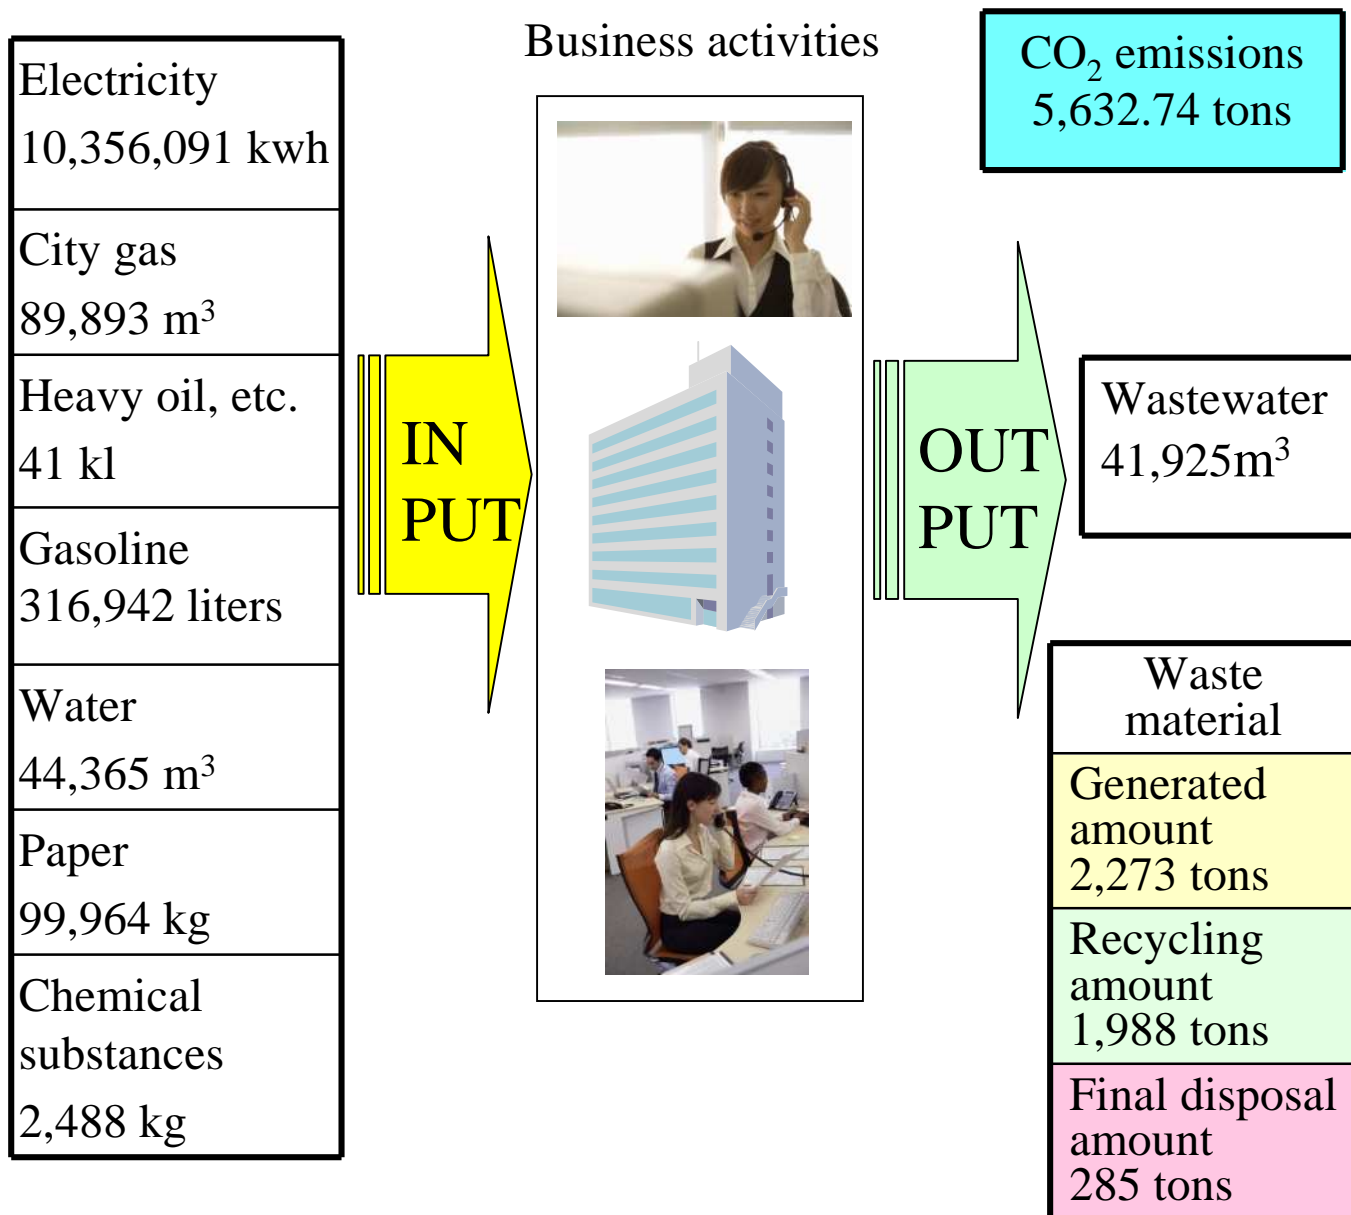 Business activities
Electricity
10,356,091 kwh
City gas
89,893 m³
Heavy oil, etc.
41 kl
Gasoline
316,942 liters
Water
44,365 m³
Paper
99,964 kg
Chemical
substances
2,488 kg
IN
PUT
OUT
PUT
CO₂ emissions
5,632.74 tons
Wastewater
41,925m³
Waste
material
Generated
amount
2,273 tons
Recycling
amount
1,988 tons
Final disposal
amount
285 tons